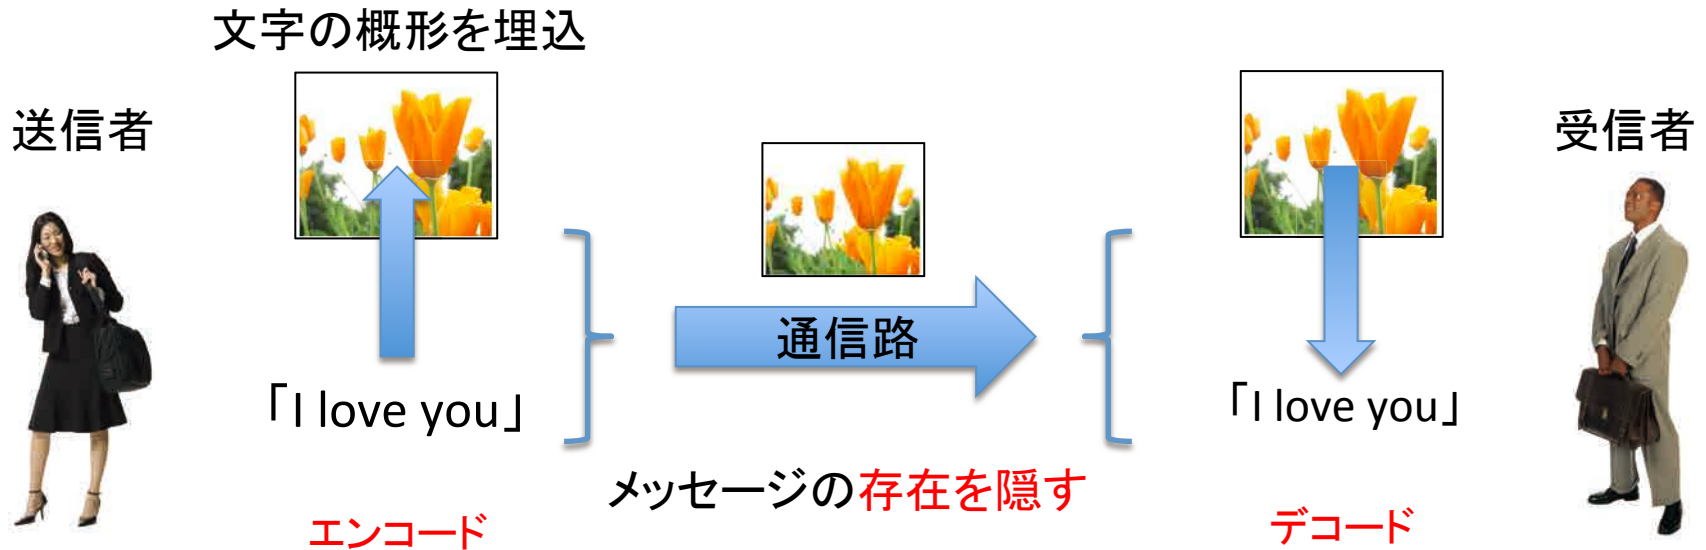 文字の概形を埋込
送信者
受信者
通信路
「I love you」
「I love you」
メッセージの存在を隠す
エンコード
デコード